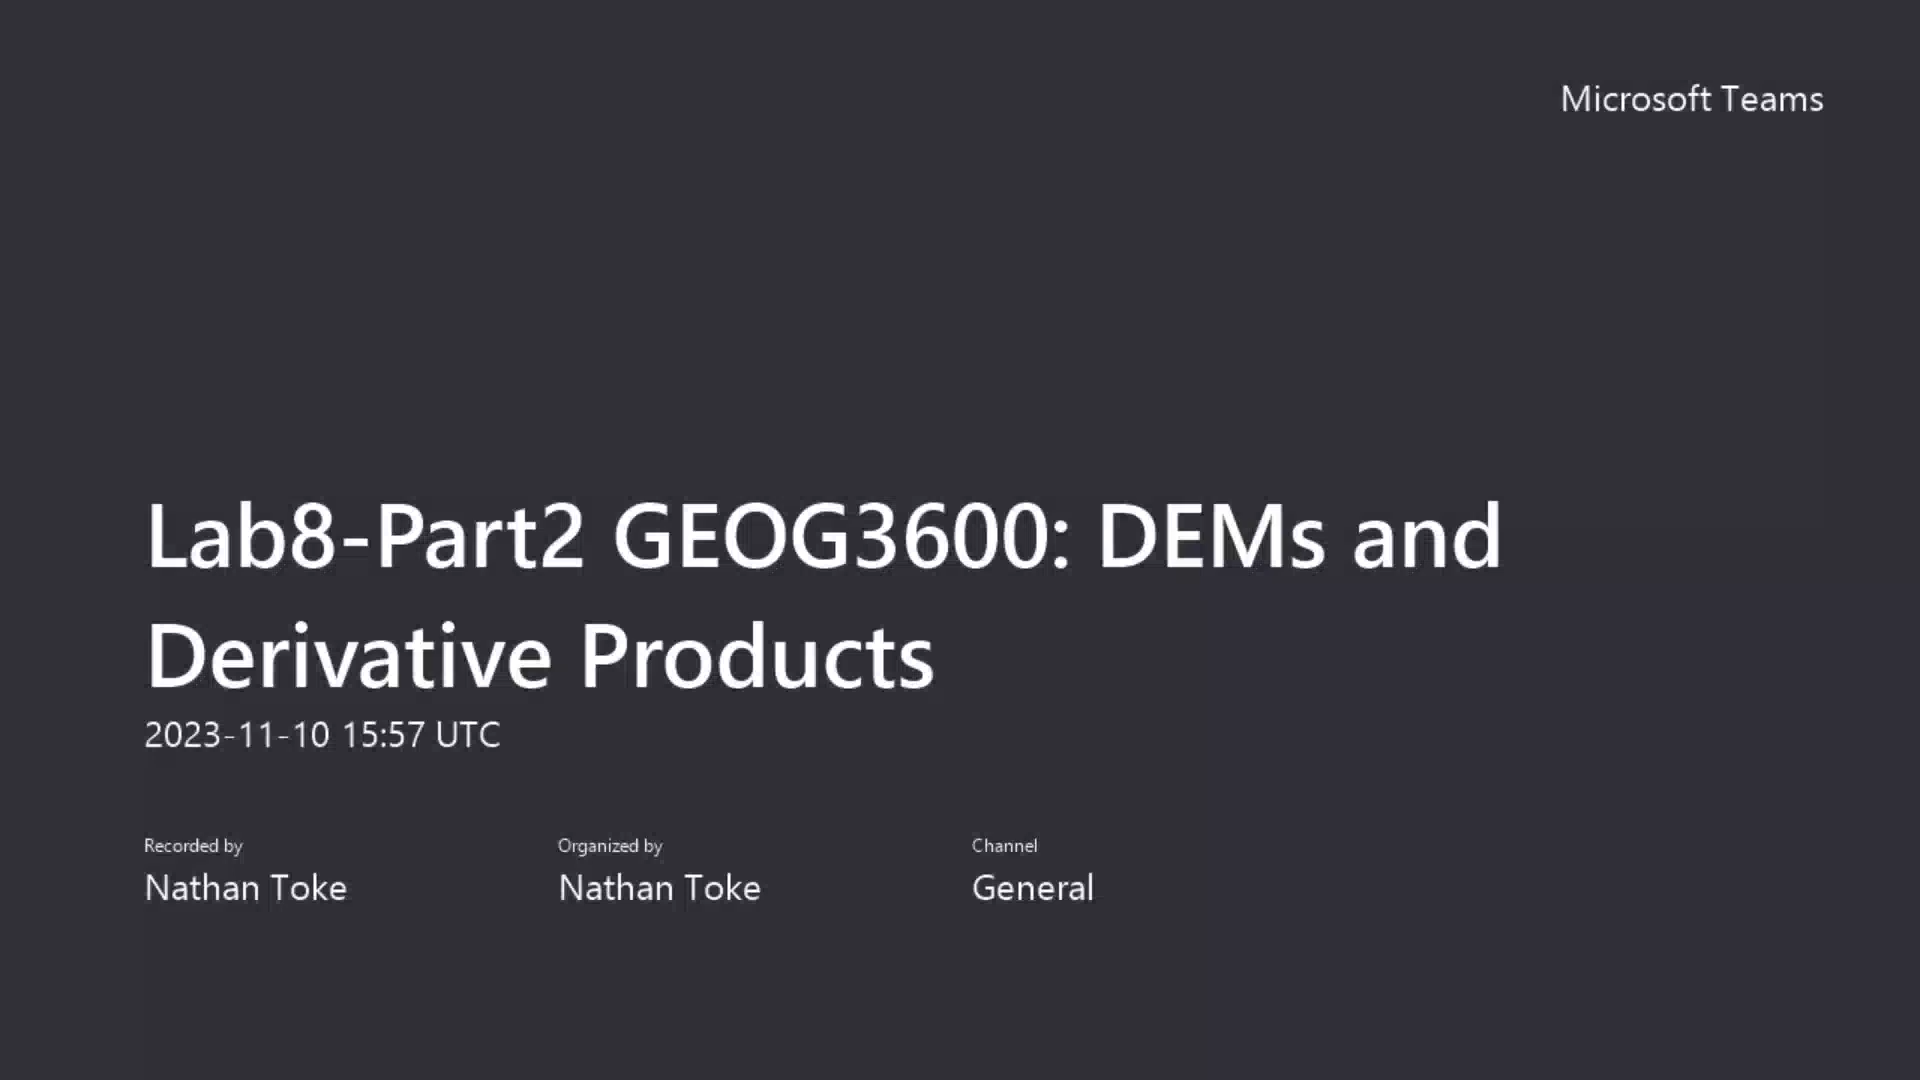 Microsoft Teams
Lab8-Part2 GEOG3600: DEMs and
Derivative Products
2023-11-10 15:57 UTC
Recorded by
Nathan Toke
Organized by
Nathan Toke
Channel
General